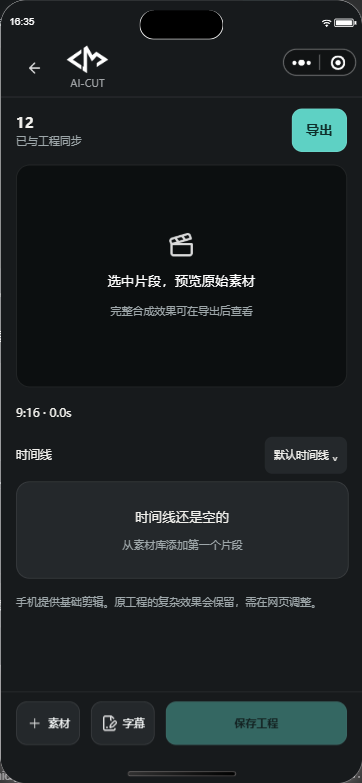 16:35
AI-CUT
12
已与工程同步
导出
选中片段，预览原始素材
完整合成效果可在导出后查看
9:16 · 0.0s
时间线
默认时间线
时间线还是空的
从素材库添加第一个片段
手机提供基础剪辑。原工程的复杂效果会保留，需在网页调整。
素材
字幕
保存工程